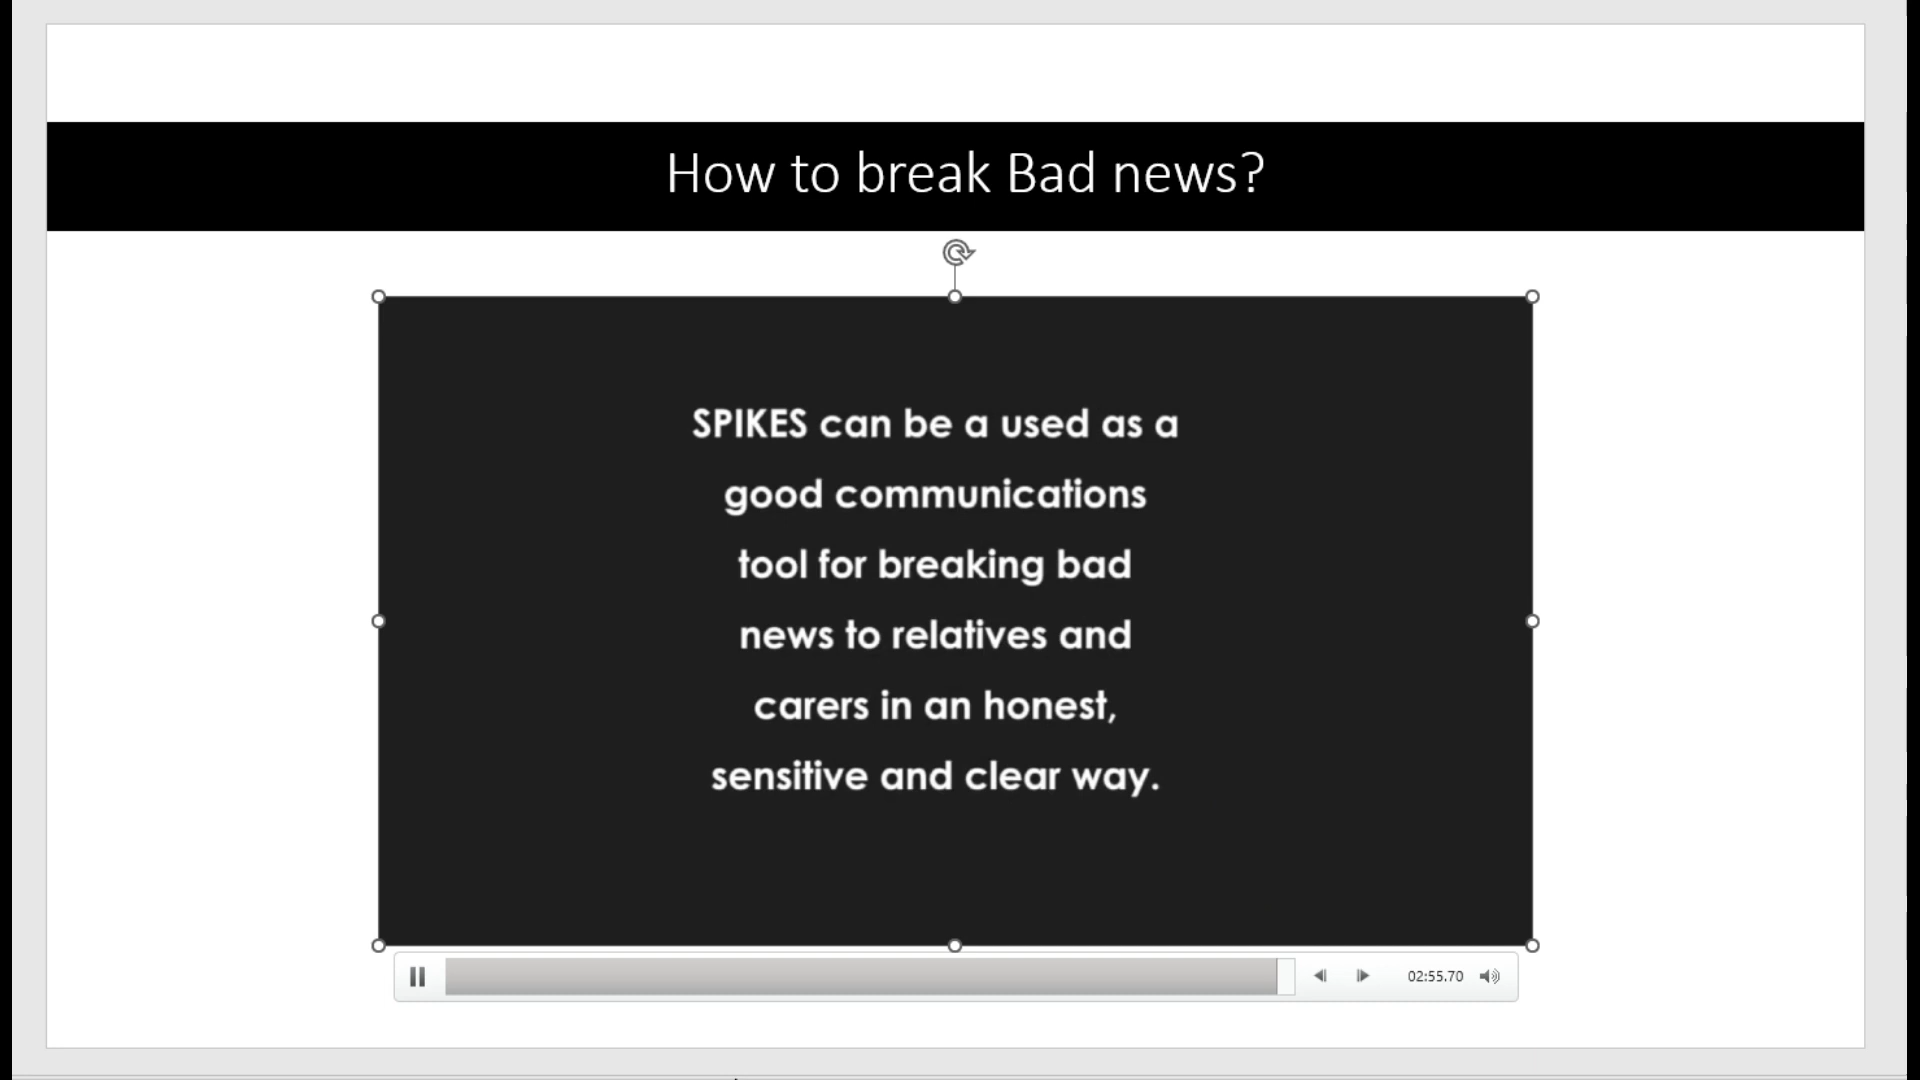 How to break Bad news?
SPIKES can be a used as a
good communications
tool for breaking bad
news to relatives and
carers in an honest,
sensitive and clear way.
02:55.70